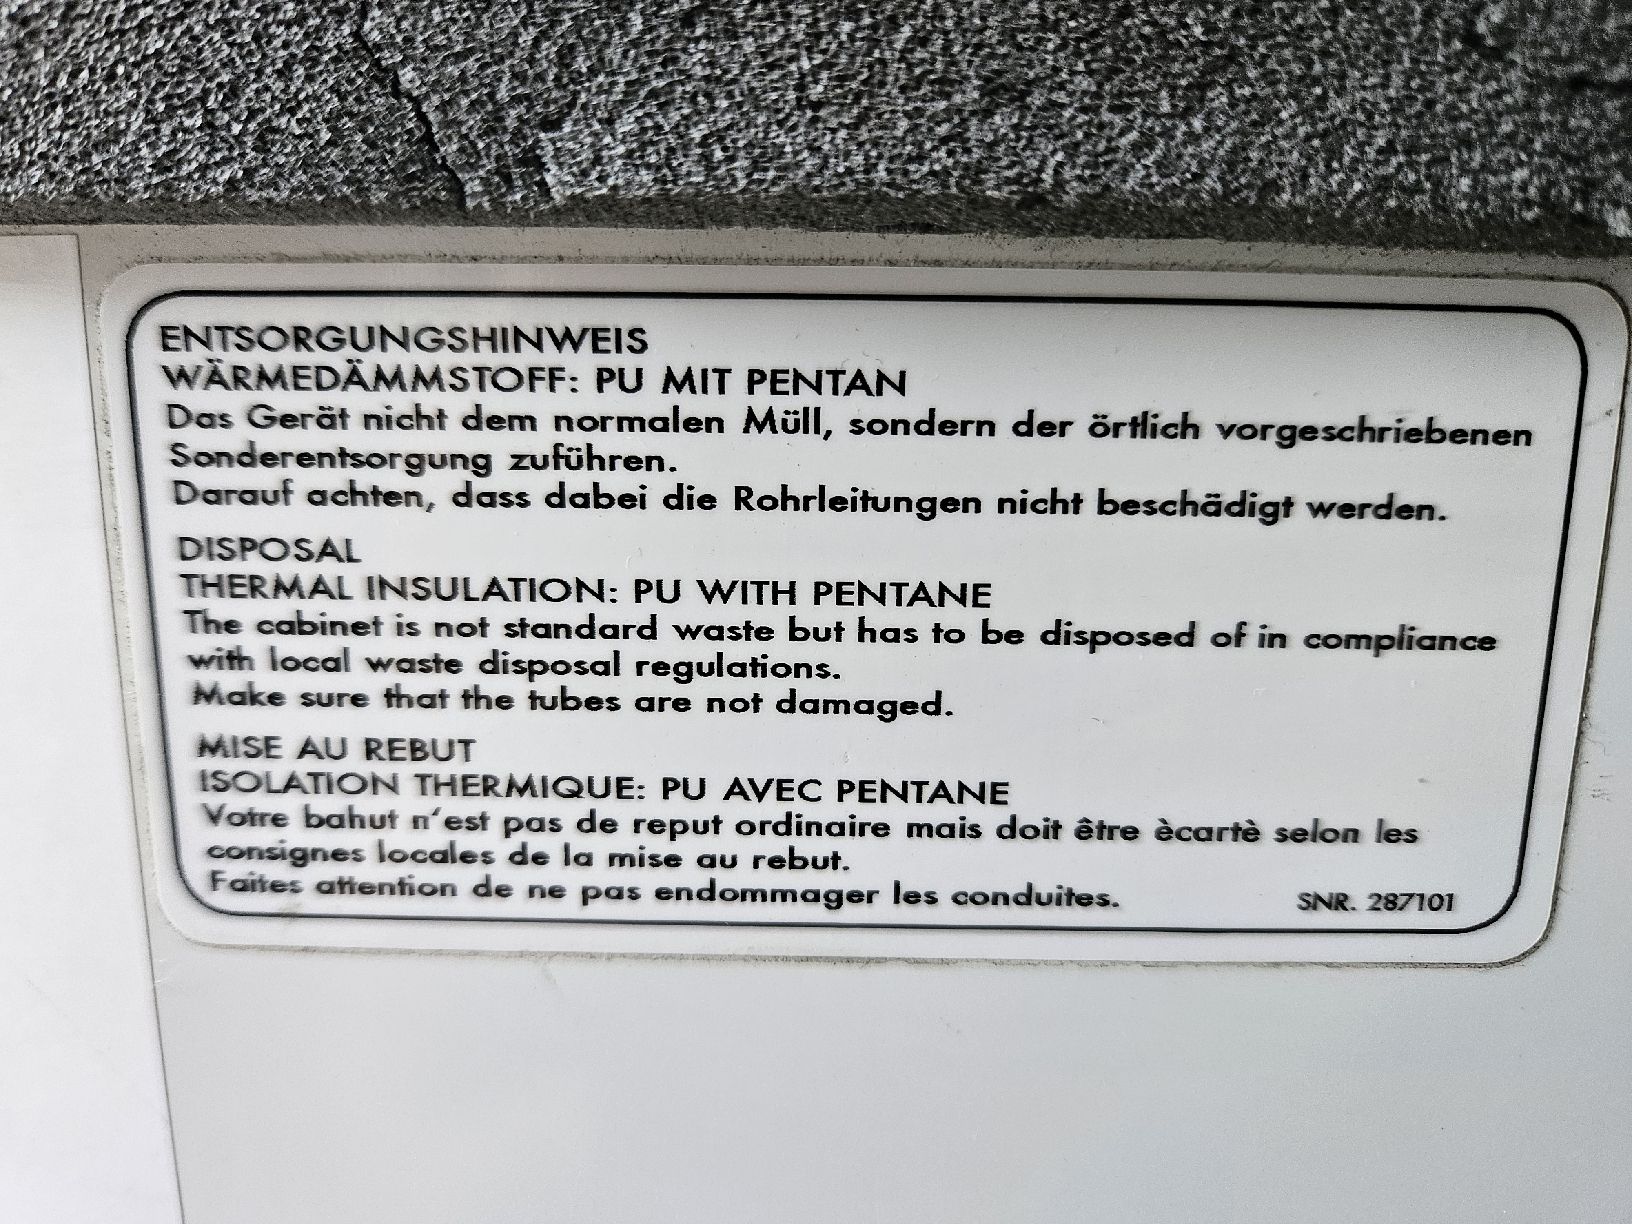 ENTSORGUNGSHINWEIS
WÄRMEDÄMMSTOFF: PU MIT PENTAN
Das Gerät nicht dem normalen Müll, sondern der örtlich vorgeschriebenen
Sonderentsorgung zuführen.
Darauf achten, dass dabei die Rohrleitungen nicht beschädigt werden.
DISPOSAL
THERMAL INSULATION: PU WITH PENTANE
The cabinet is not standard waste but has to be disposed of in compliance
with local waste disposal regulations.
Make sure that the tubes are not damaged.
MISE AU REBUT
ISOLATION THERMIQUE: PU AVEC PENTANE
Votre bahut n'est pas de reput ordinaire mais doit être ècartè selon les
consignes locales de la mise au rebut.
Faites attention de ne pas endommager les conduites.
SNR. 287101